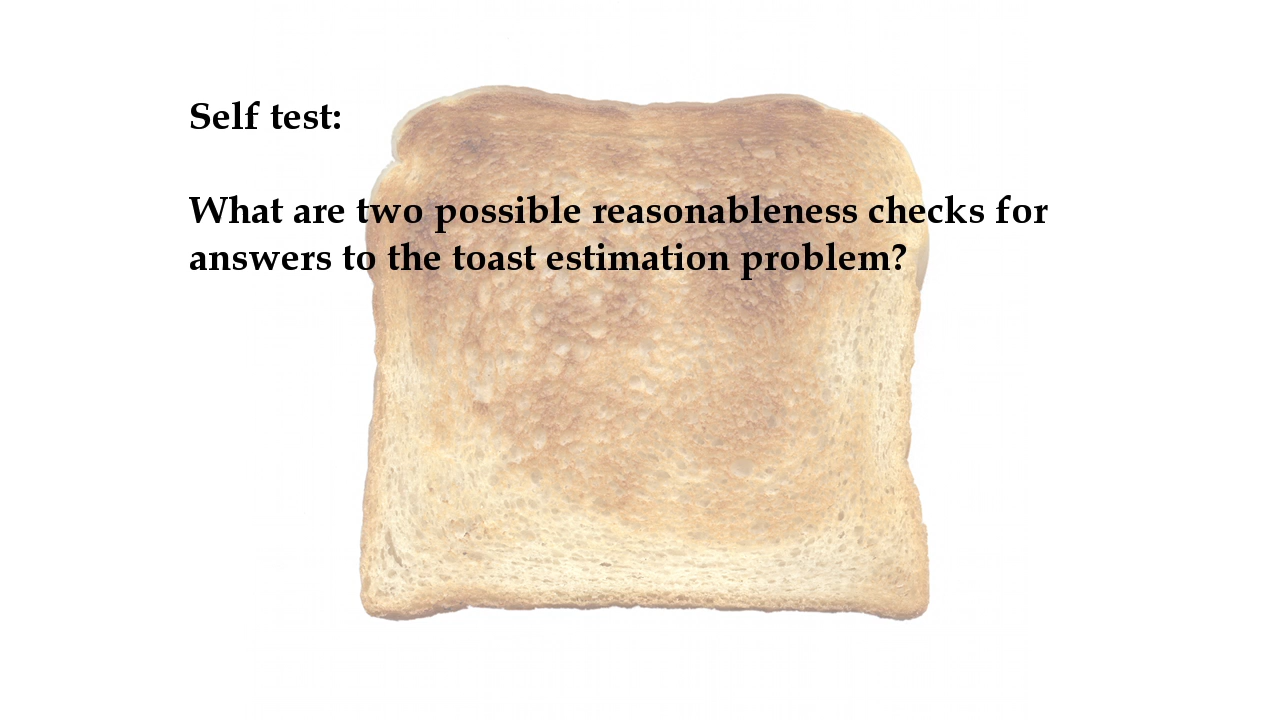 Self test:
What are two possible reasonableness checks for
answers to the toast estimation problem?